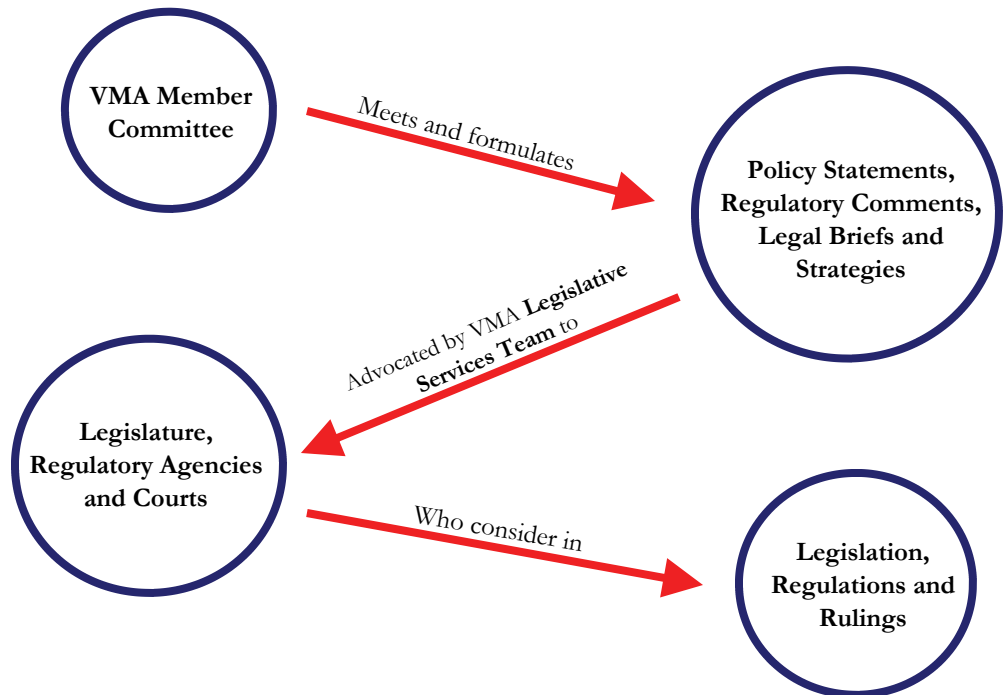 VMA Member
Committee
Meets and formulates
Policy Statements,
Regulatory Comments,
Legal Briefs and
Strategies
Advocated by VMA Legislative
Services Team to
Legislature,
Regulatory Agencies
and Courts
Who consider in
Legislation,
Regulations and
Rulings